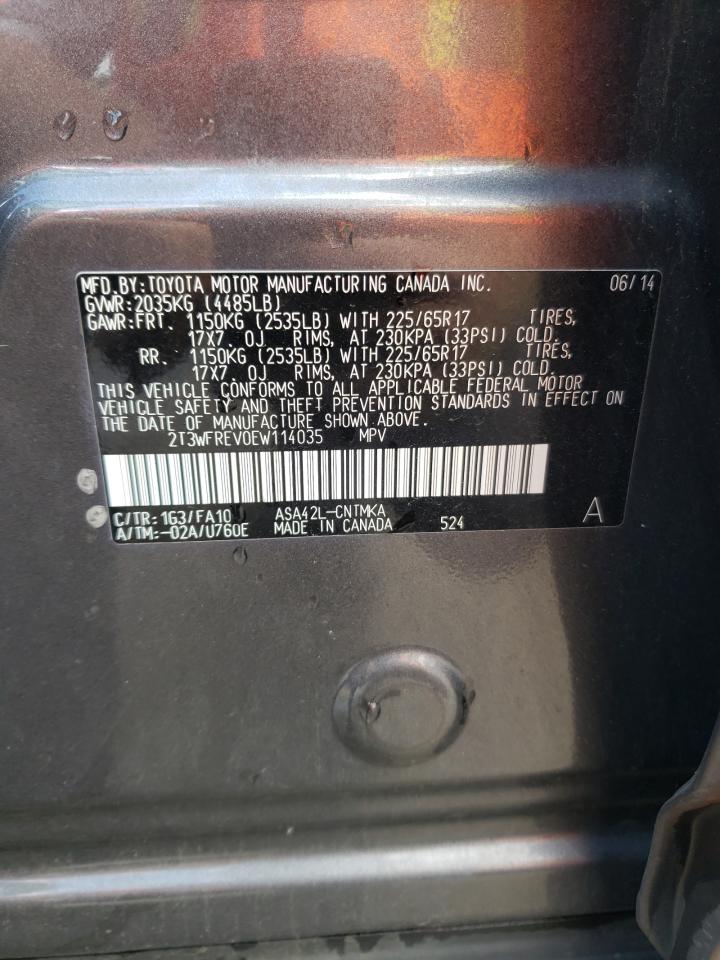 MFD.BY:TOYOTA MOTOR MANUFACTURING CANADA INC. 06/14
GVWR:2035KG (4485LB)
GAWR:FRT. 1150KG (2535LB) WITH 225/65R17 TIRES,
17X7.0J RIMS, AT 230KPA (33PSI) COLD.
RR. 1150KG (2535LB) WITH 225/65R17 TIRES,
17X7.0J RIMS, AT 230KPA (33PSI) COLD.
THIS VEHICLE CONFORMS TO ALL APPLICABLE FEDERAL MOTOR
VEHICLE SAFETY AND THEFT PREVENTION STANDARDS IN EFFECT ON
THE DATE OF MANUFACTURE SHOWN ABOVE.
2T3WFREV0EW114035 MPV
C/TR:1G3/FA10 ASA42L-CNTMKA
A/TM:-02A/U760E MADE IN CANADA 524 A